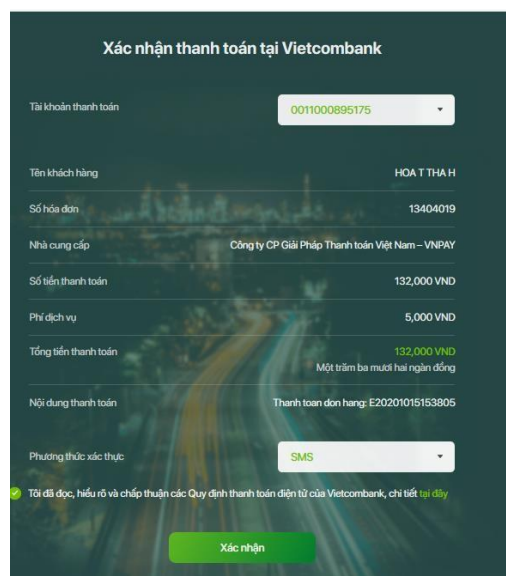 Xác nhận thanh toán tại Vietcombank
Tài khoản thanh toán 0011000895175
Tên khách hàng HOA T THA H
Số hóa đơn 13404019
Nhà cung cấp Công ty CP Giải Pháp Thanh toán Việt Nam – VNPAY
Số tiền thanh toán 132,000 VND
Phí dịch vụ 5,000 VND
Tổng tiền thanh toán 132,000 VND
Một trăm ba mươi hai ngàn đồng
Nội dung thanh toán Thanh toan don hang: E20201015153805
Phương thức xác thực SMS
Tôi đã đọc, hiểu rõ và chấp thuận các Quy định thanh toán điện tử của Vietcombank, chi tiết tại đây
Xác nhận